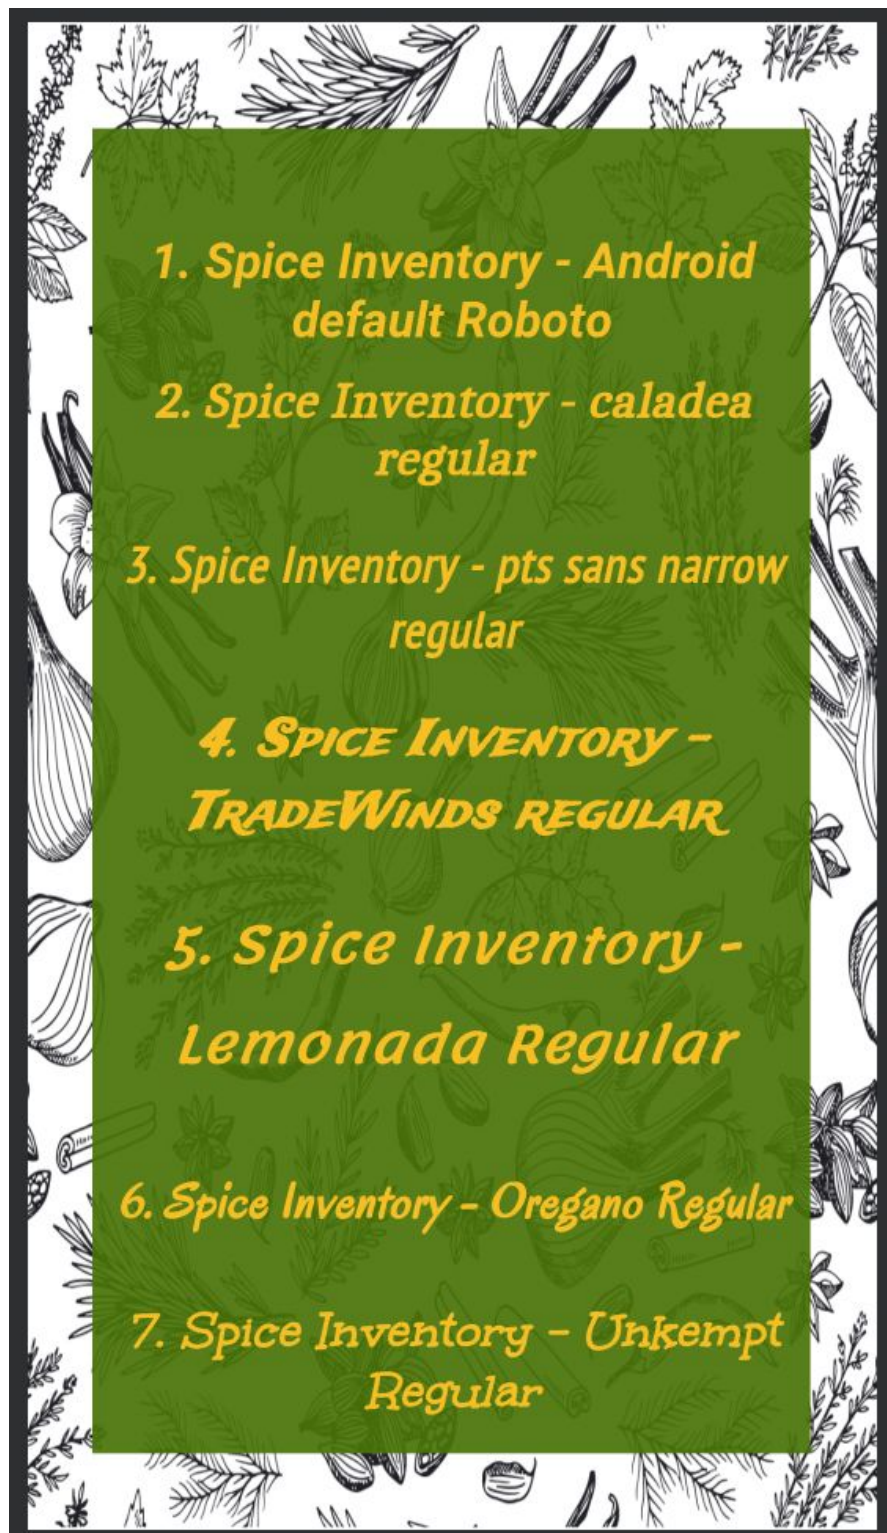 1. Spice Inventory - Android
default Roboto
2. Spice Inventory - caladea
regular
3. Spice Inventory - pts sans narrow
regular
4. Spice Inventory -
TradeWinds regular
5. Spice Inventory -
Lemonada Regular
6. Spice Inventory - Oregano Regular
7. Spice Inventory - Unkempt
Regular